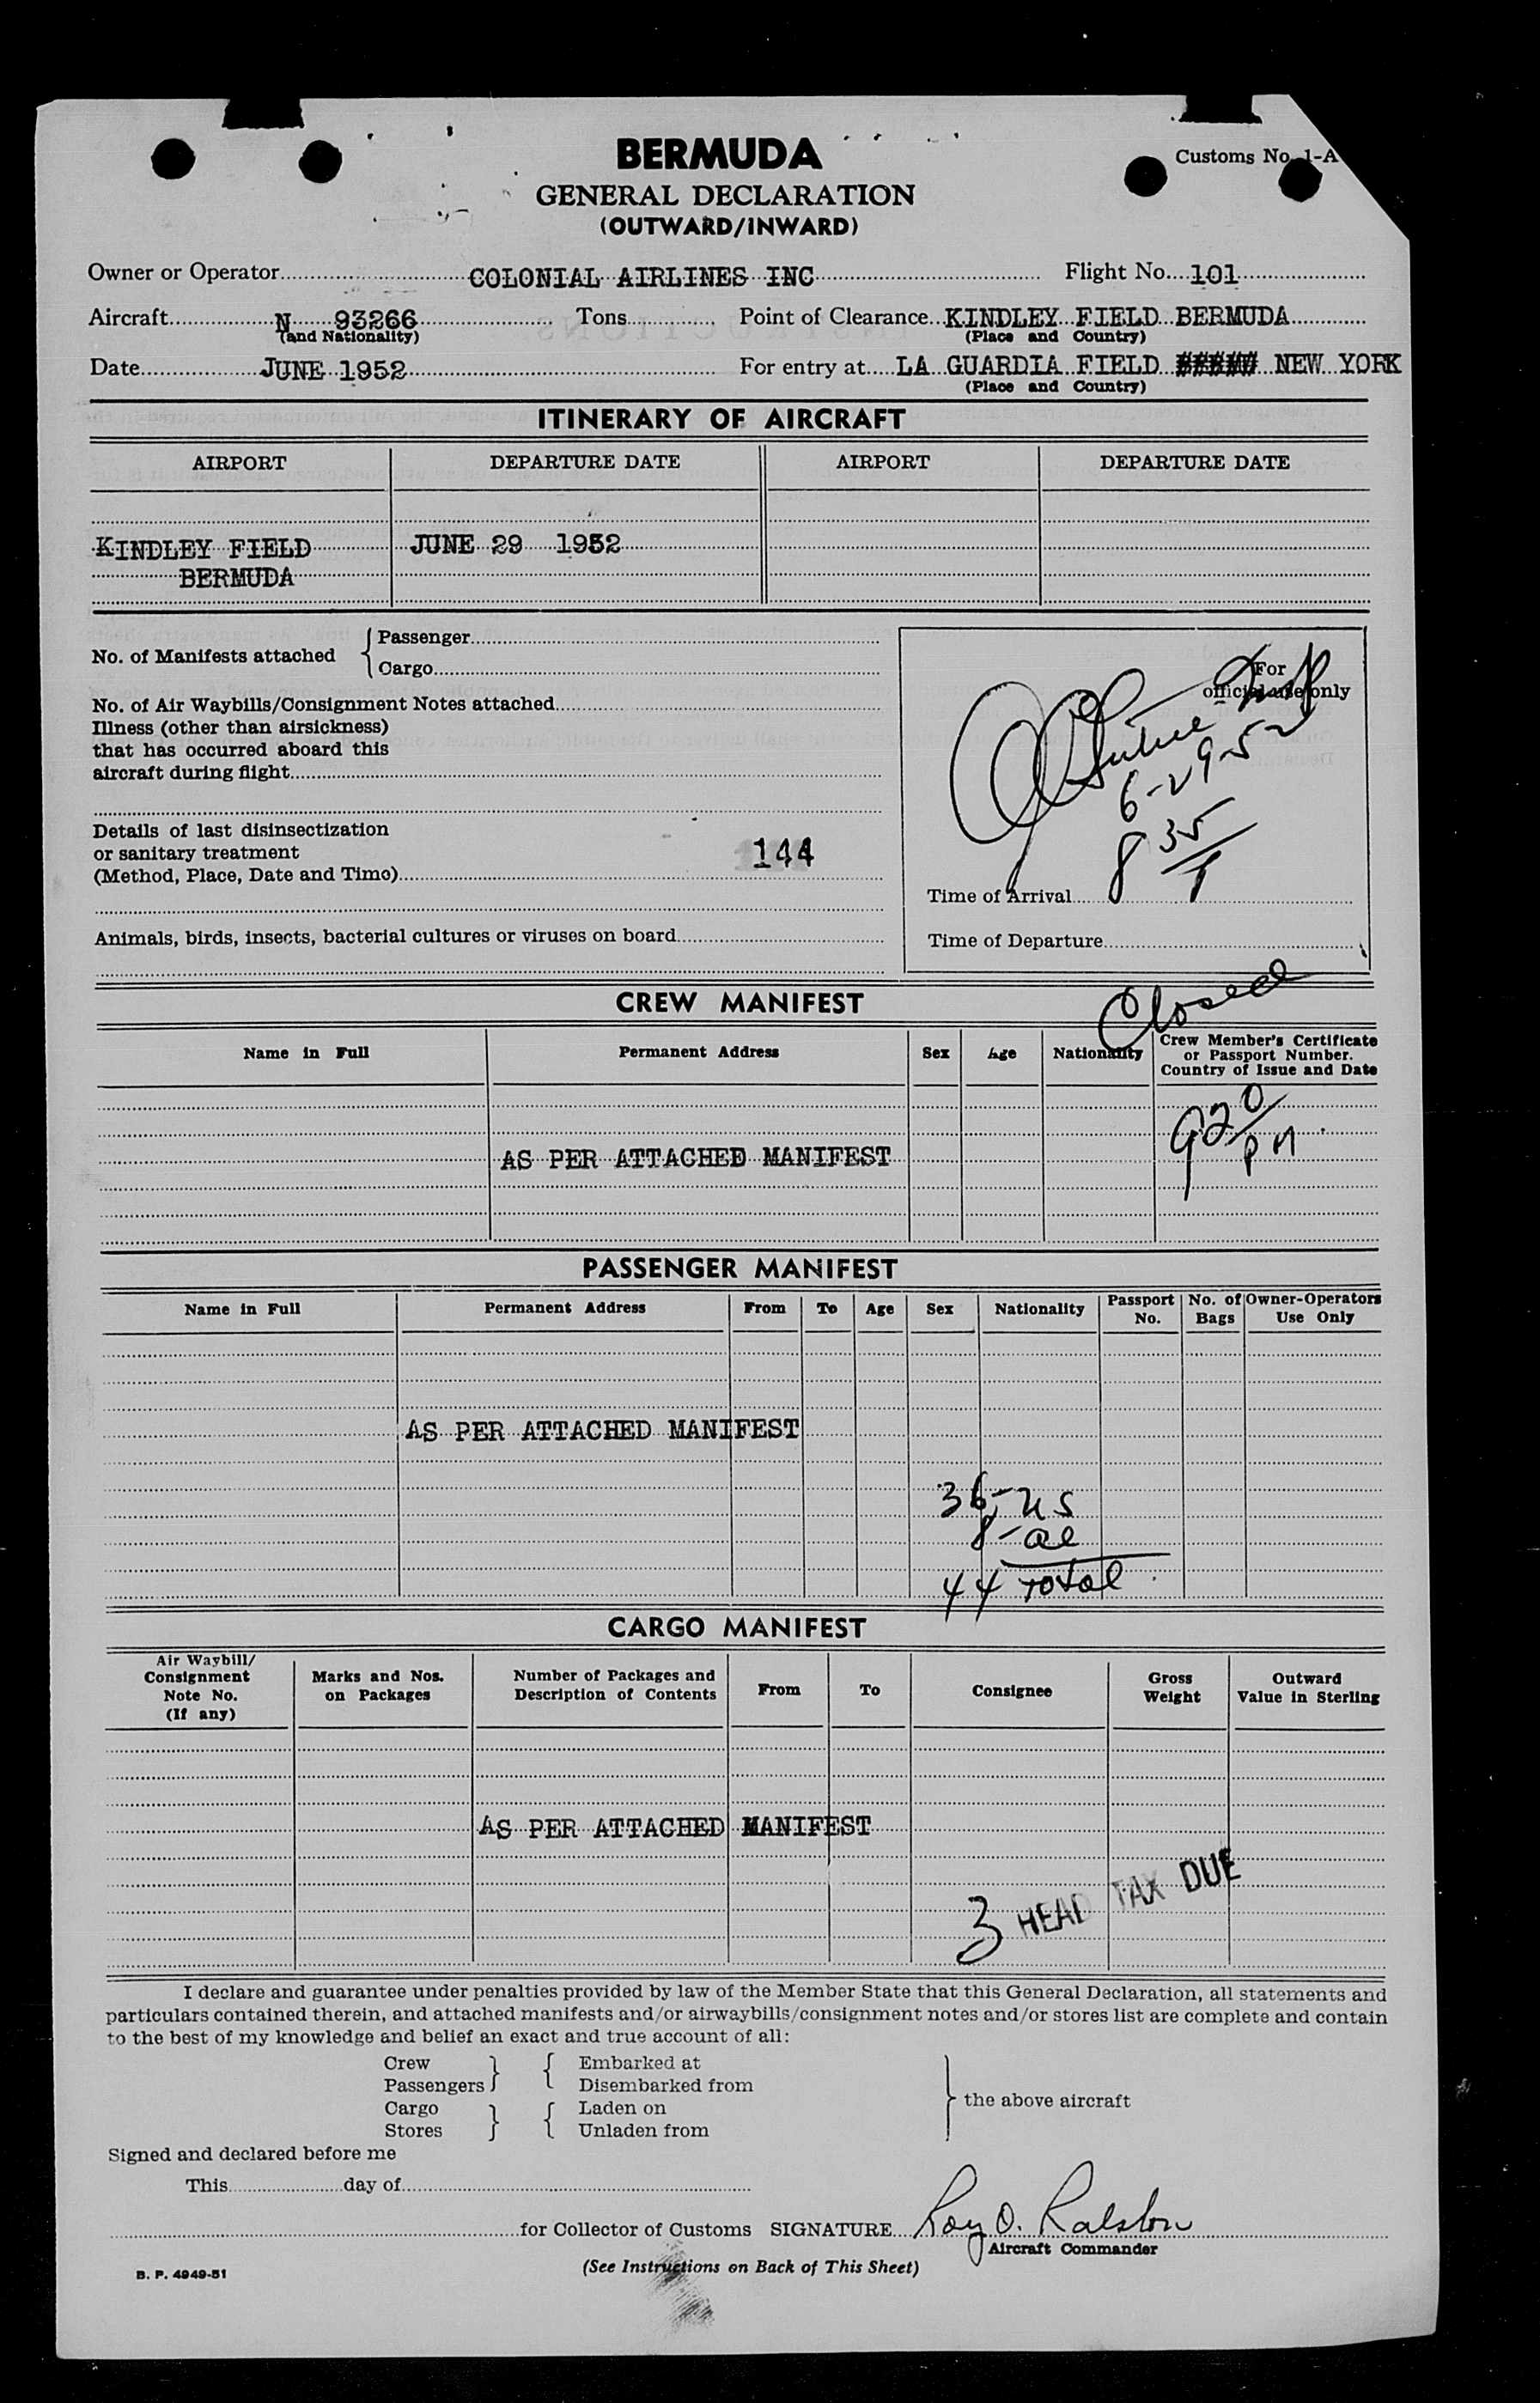 BERMUDA
Customs No. 1-A
GENERAL DECLARATION
(OUTWARD/INWARD)
Owner or Operator COLONIAL AIRLINES INC Flight No. 101
Aircraft N 93266 Tons Point of Clearance KINDLEY FIELD BERMUDA
(and Nationality) (Place and Country)
Date JUNE 1952 For entry at LA GUARDIA FIELD ##### NEW YORK
(Place and Country)
ITINERARY OF AIRCRAFT
AIRPORT DEPARTURE DATE AIRPORT DEPARTURE DATE
KINDLEY FIELD JUNE 29 1952
BERMUDA
No. of Manifests attached { Passenger
Cargo
For
official use only
No. of Air Waybills/Consignment Notes attached
Illness (other than airsickness)
that has occurred aboard this
aircraft during flight
6-29-52
Details of last disinsectization
or sanitary treatment
144
(Method, Place, Date and Time)
8 35
Time of Arrival
Animals, birds, insects, bacterial cultures or viruses on board
Time of Departure
Closed
CREW MANIFEST
Name in Full Permanent Address Sex Age Nationality Crew Member's Certificate
or Passport Number.
Country of Issue and Date
920
PM
AS PER ATTACHED MANIFEST
PASSENGER MANIFEST
Name in Full Permanent Address From To Age Sex Nationality Passport No. No. of Bags Owner-Operators Use Only
AS PER ATTACHED MANIFEST
36-US
8-al
44 Total
CARGO MANIFEST
Air Waybill/
Consignment
Note No.
(If any)
Marks and Nos.
on Packages
Number of Packages and
Description of Contents
From To Consignee
Gross
Weight
Outward
Value in Sterling
AS PER ATTACHED MANIFEST
3 HEAD TAX DUE
I declare and guarantee under penalties provided by law of the Member State that this General Declaration, all statements and
particulars contained therein, and attached manifests and/or airwaybills/consignment notes and/or stores list are complete and contain
to the best of my knowledge and belief an exact and true account of all:
Crew } { Embarked at
Passengers Disembarked from
} the above aircraft
Cargo } { Laden on
Stores Unladen from
Signed and declared before me
This day of
for Collector of Customs SIGNATURE Roy O. Ralston
Aircraft Commander
(See Instructions on Back of This Sheet)
B. P. 4949-51